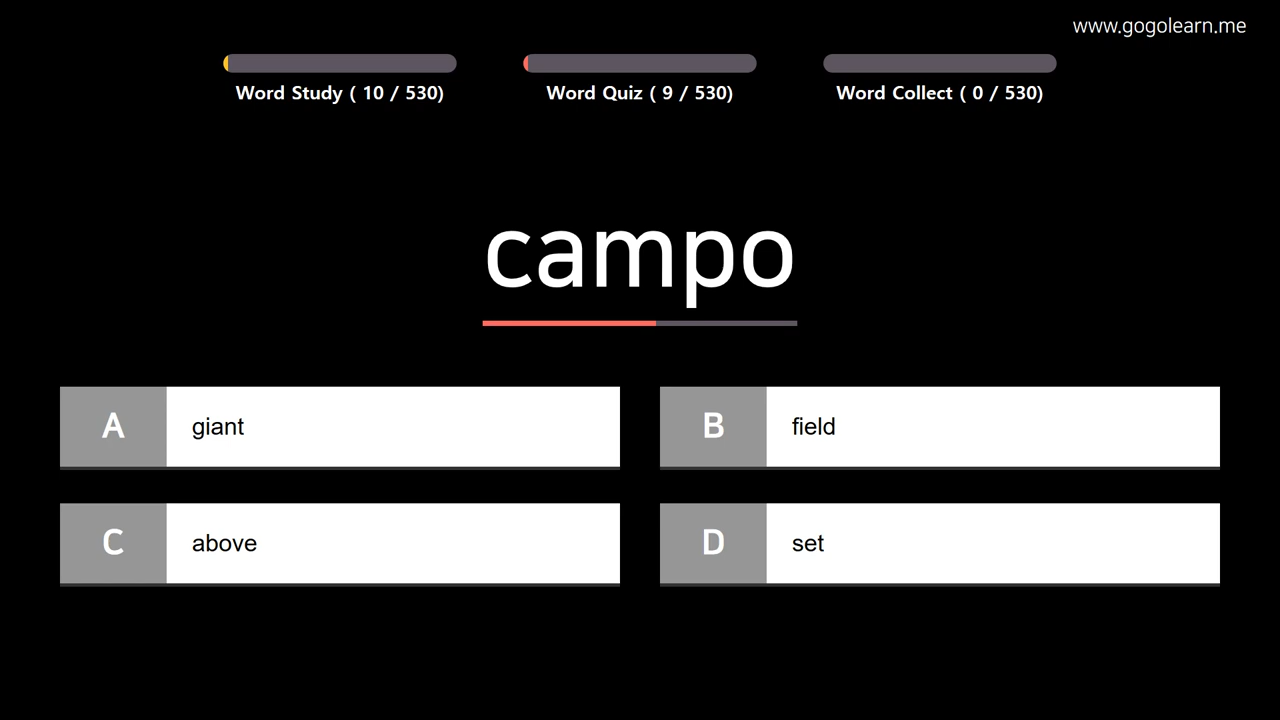 www.gogolearn.me
Word Study ( 10 / 530)
Word Quiz ( 9 / 530)
Word Collect ( 0 / 530)
campo
A giant
B field
C above
D set